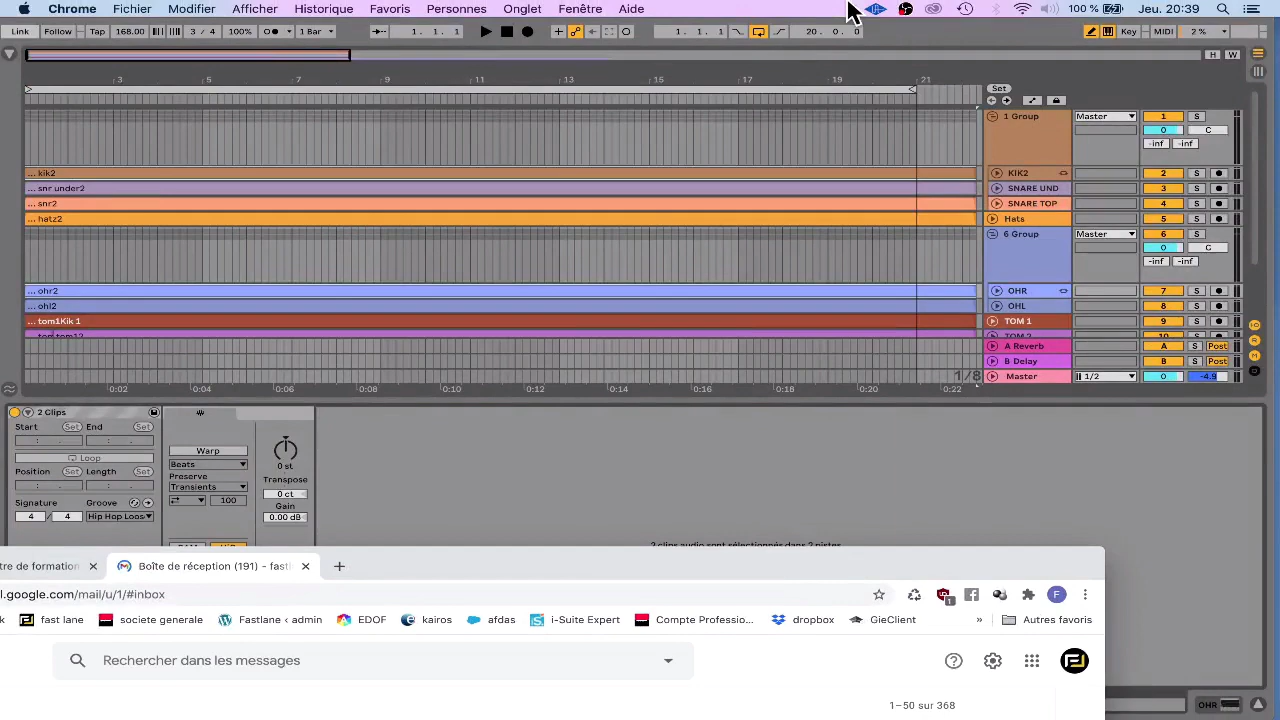 Chrome Fichier Modifier Afficher Historique Favoris Personnes Onglet Fenêtre Aide 100 % Jeu. 20:39
Link Follow Tap 168.00 3 / 4 100% 1 Bar 1. 1. 1 1. 1. 1 20. 0. 0 Key MIDI 2 %
H W
3 5 7 9 11 13 15 17 19 21
Set
1 Group Master 1 S
0 C
-inf -inf
... kik2 KIK2 2 S
... snr under2 SNARE UND 3 S
... snr2 SNARE TOP 4 S
... hatz2 Hats 5 S
6 Group Master 6 S
0 C
-inf -inf
... ohr2 OHR 7 S
... ohl2 OHL 8 S
... tom1Kik 1 TOM 1 9 S
A Reverb A S Post
B Delay B S Post
1/8 Master 1/2 0 -4.9
0:02 0:04 0:06 0:08 0:10 0:12 0:14 0:16 0:18 0:20 0:22
2 Clips
Start Set End Set
Warp
Loop Beats 0 st
Position Set Length Set Preserve Transpose
Transients
0 ct
Signature Groove 100 Gain
4 / 4 Hip Hop Loos 0.00 dB
2 clips audio sont sélectionnés dans 2 pistes.
tre de formation Boîte de réception (191) - fastl
l.google.com/mail/u/1/#inbox 1 F
k fast lane societe generale Fastlane ‹ admin EDOF kairos afdas i-Suite Expert Compte Professio... dropbox GieClient » Autres favoris
Rechercher dans les messages
1–50 sur 368
OHR